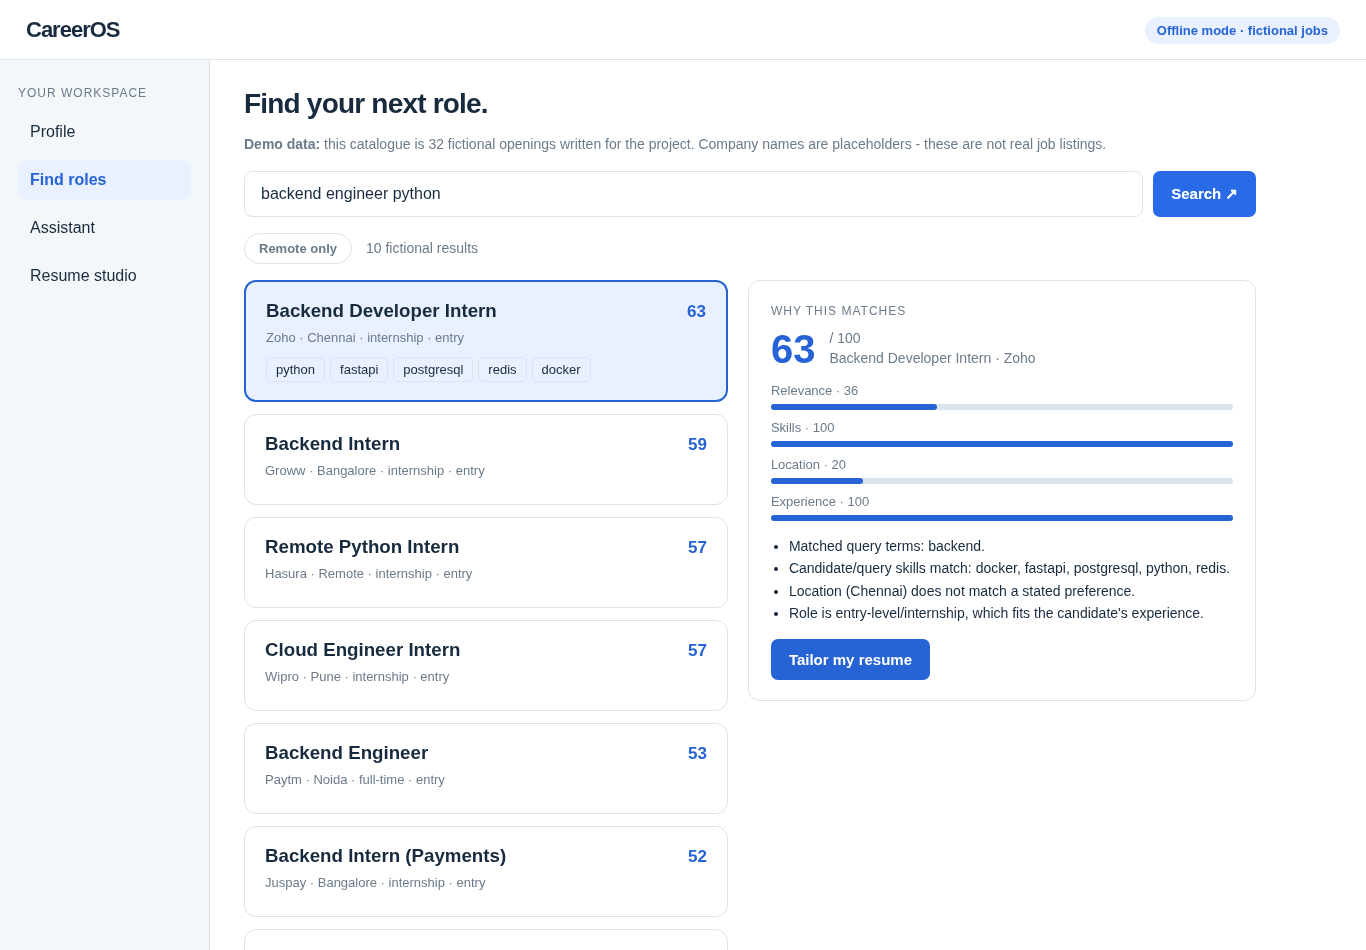 CareerOS
Offline mode · fictional jobs
YOUR WORKSPACE
Profile
Find roles
Assistant
Resume studio
Find your next role.
Demo data: this catalogue is 32 fictional openings written for the project. Company names are placeholders - these are not real job listings.
backend engineer python
Search ↗
Remote only
10 fictional results
Backend Developer Intern
63
Zoho · Chennai · internship · entry
python
fastapi
postgresql
redis
docker
Backend Intern
59
Groww · Bangalore · internship · entry
Remote Python Intern
57
Hasura · Remote · internship · entry
Cloud Engineer Intern
57
Wipro · Pune · internship · entry
Backend Engineer
53
Paytm · Noida · full-time · entry
Backend Intern (Payments)
52
Juspay · Bangalore · internship · entry
WHY THIS MATCHES
63
/ 100
Backend Developer Intern · Zoho
Relevance · 36
Skills · 100
Location · 20
Experience · 100
• Matched query terms: backend.
• Candidate/query skills match: docker, fastapi, postgresql, python, redis.
• Location (Chennai) does not match a stated preference.
• Role is entry-level/internship, which fits the candidate's experience.
Tailor my resume